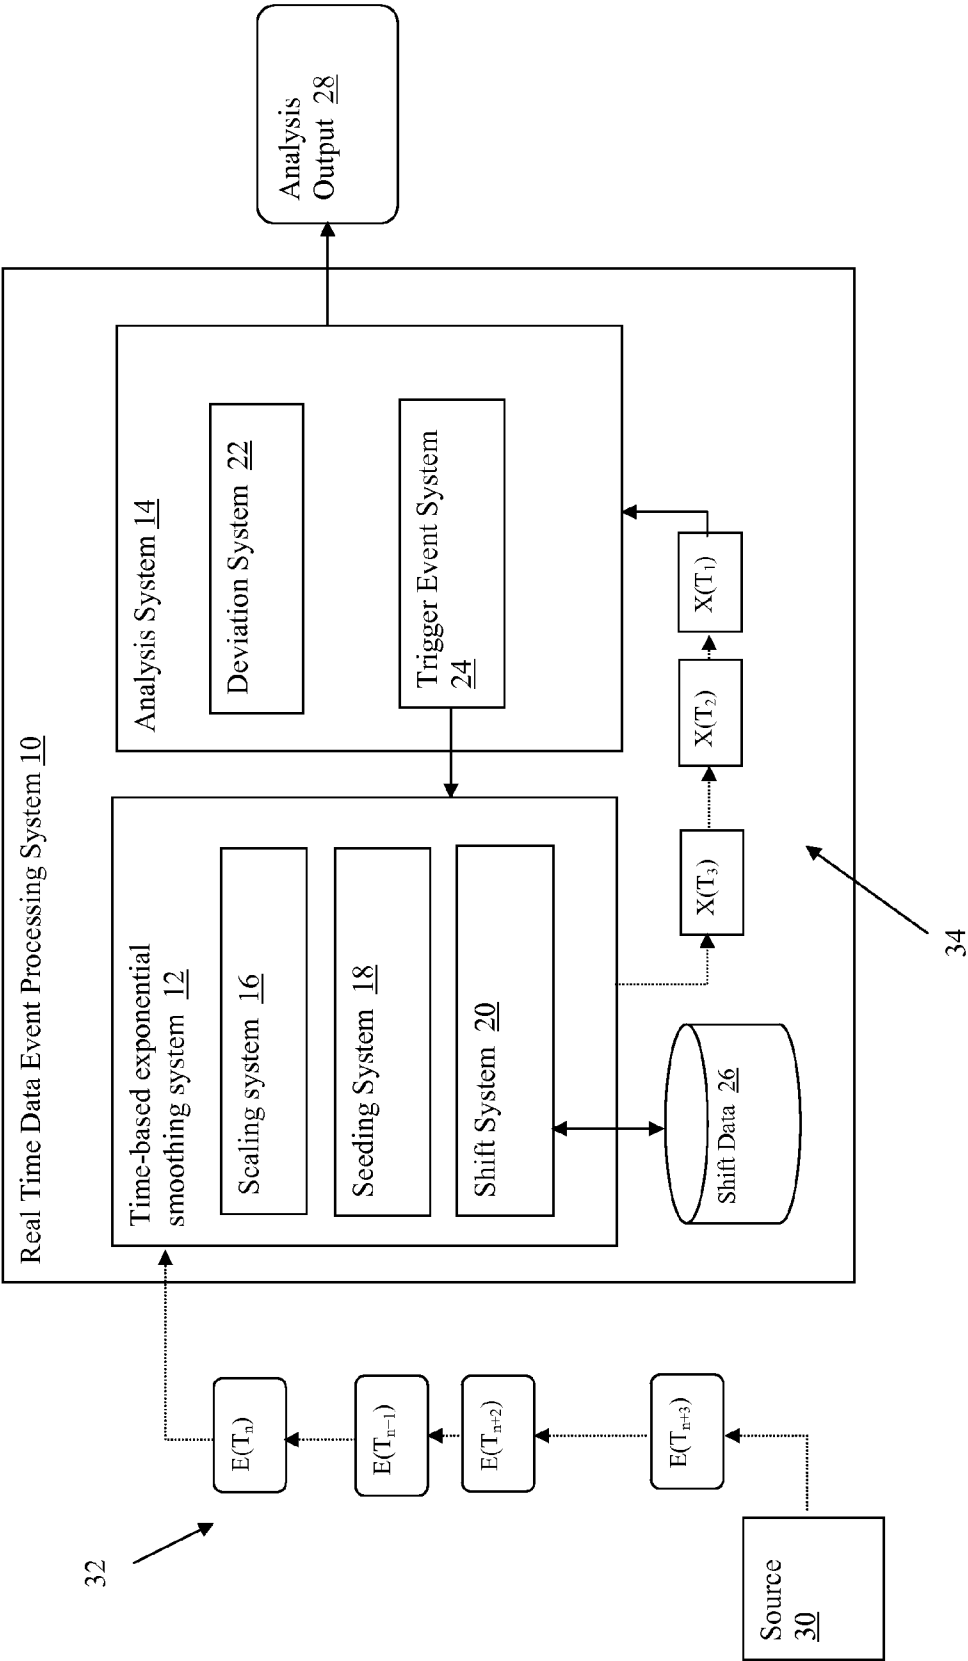 Real Time Data Event Processing System 10
Time-based exponential
smoothing system 12
Scaling system 16
Seeding System 18
Shift System 20
Shift Data 26
Analysis System 14
Deviation System 22
Trigger Event System
24
Analysis
Output 28
X(T₃)
X(T₂)
X(T₁)
34
32
E(Tₙ)
E(Tₙ₋₁)
E(Tₙ₊₂)
E(Tₙ₊₃)
Source
30